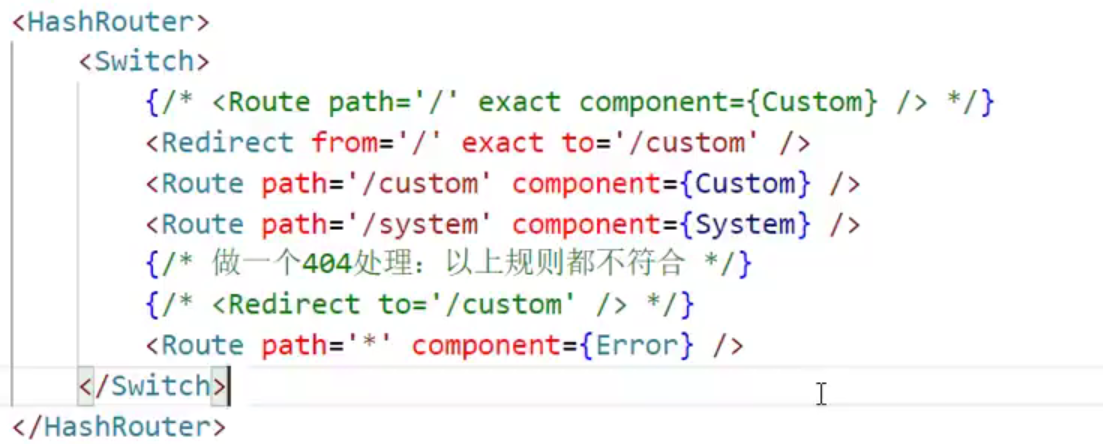 <HashRouter>
<Switch>
{/* <Route path='/' exact component={Custom} /> */}
<Redirect from='/' exact to='/custom' />
<Route path='/custom' component={Custom} />
<Route path='/system' component={System} />
{/* 做一个404处理：以上规则都不符合 */}
{/* <Redirect to='/custom' /> */}
<Route path='*' component={Error} />
</Switch>
</HashRouter>